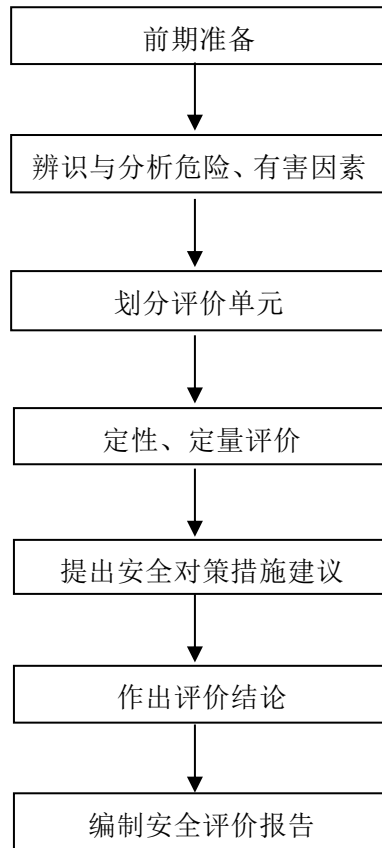 前期准备
辨识与分析危险、有害因素
划分评价单元
定性、定量评价
提出安全对策措施建议
作出评价结论
编制安全评价报告